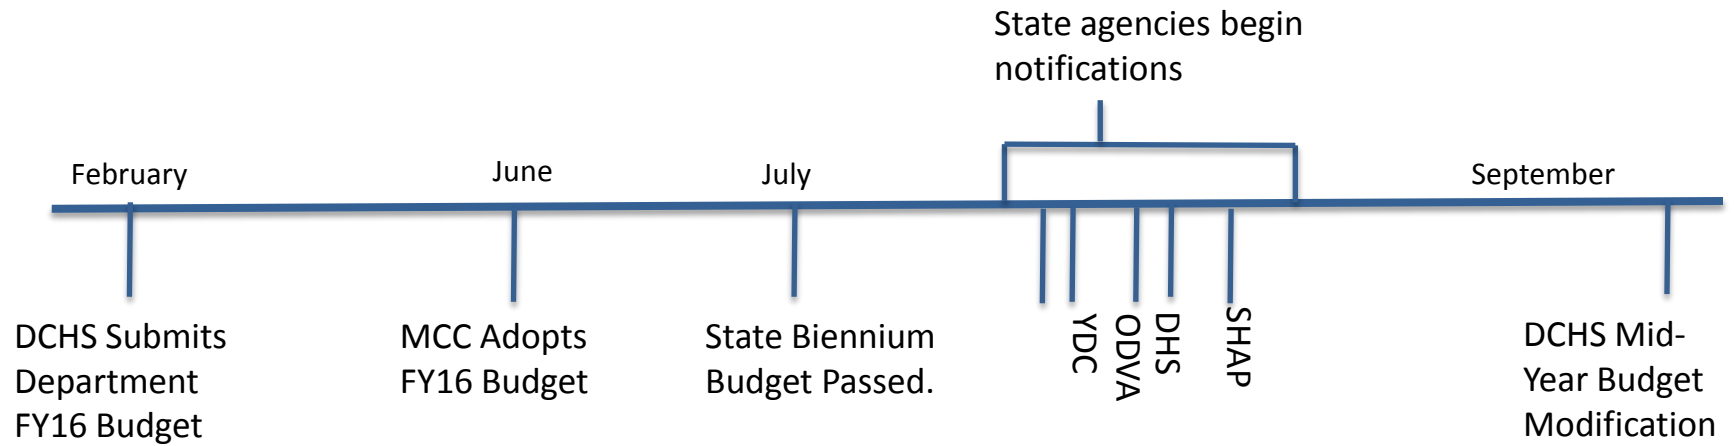 State agencies begin
notifications
February
June
July
September
DCHS Submits
Department
FY16 Budget
MCC Adopts
FY16 Budget
State Biennium
Budget Passed.
YDC
ODVA
DHS
SHAP
DCHS Mid-
Year Budget
Modification